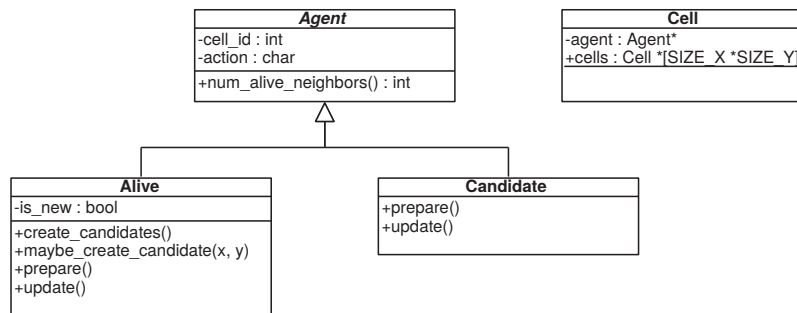 Agent
-cell_id : int
-action : char
+num_alive_neighbors() : int
Cell
-agent : Agent*
+cells : Cell *[SIZE_X *SIZE_Y]
Alive
-is_new : bool
+create_candidates()
+maybe_create_candidate(x, y)
+prepare()
+update()
Candidate
+prepare()
+update()